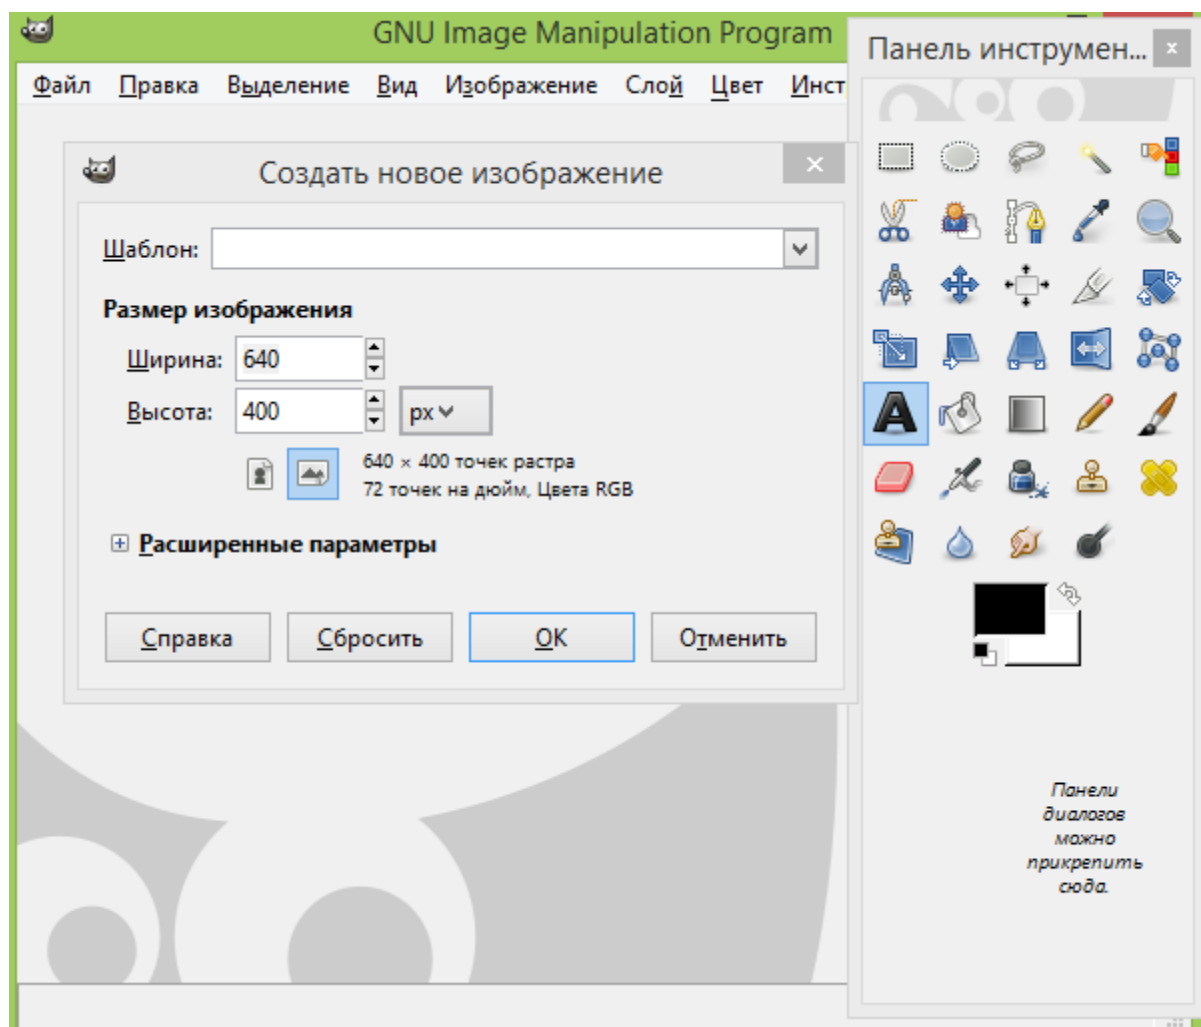 GNU Image Manipulation Program
Файл Правка Выделение Вид Изображение Слой Цвет Инст
Создать новое изображение
Шаблон:
Размер изображения
Ширина: 640
Высота: 400 px
640 × 400 точек растра
72 точек на дюйм, Цвета RGB
Расширенные параметры
Справка Сбросить ОК Отменить
Панель инструмен...
Панели
диалогов
можно
прикрепить
сюда.